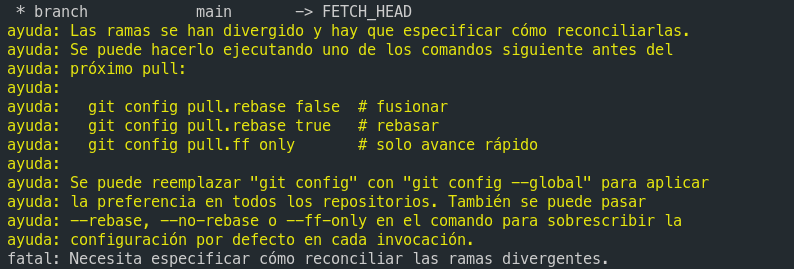 * branch            main       -> FETCH_HEAD
ayuda: Las ramas se han divergido y hay que especificar cómo reconciliarlas.
ayuda: Se puede hacerlo ejecutando uno de los comandos siguiente antes del
ayuda: próximo pull:
ayuda:
ayuda:   git config pull.rebase false  # fusionar
ayuda:   git config pull.rebase true   # rebasar
ayuda:   git config pull.ff only       # solo avance rápido
ayuda:
ayuda: Se puede reemplazar "git config" con "git config --global" para aplicar
ayuda: la preferencia en todos los repositorios. También se puede pasar
ayuda: --rebase, --no-rebase o --ff-only en el comando para sobrescribir la
ayuda: configuración por defecto en cada invocación.
fatal: Necesita especificar cómo reconciliar las ramas divergentes.